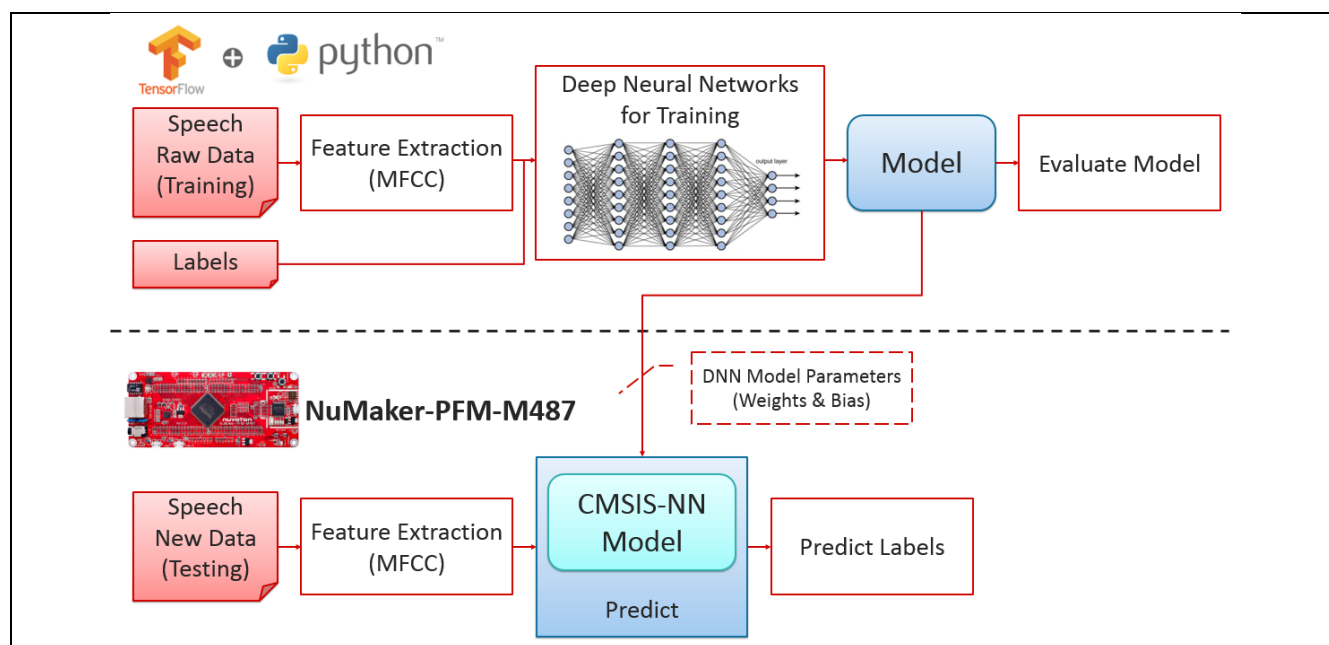 TensorFlow
python™
Speech
Raw Data
(Training)
Feature Extraction
(MFCC)
Deep Neural Networks
for Training
output layer
Model
Evaluate Model
Labels
NuMaker-PFM-M487
nuvoTon
DNN Model Parameters
(Weights & Bias)
Speech
New Data
(Testing)
Feature Extraction
(MFCC)
CMSIS-NN
Model
Predict
Predict Labels